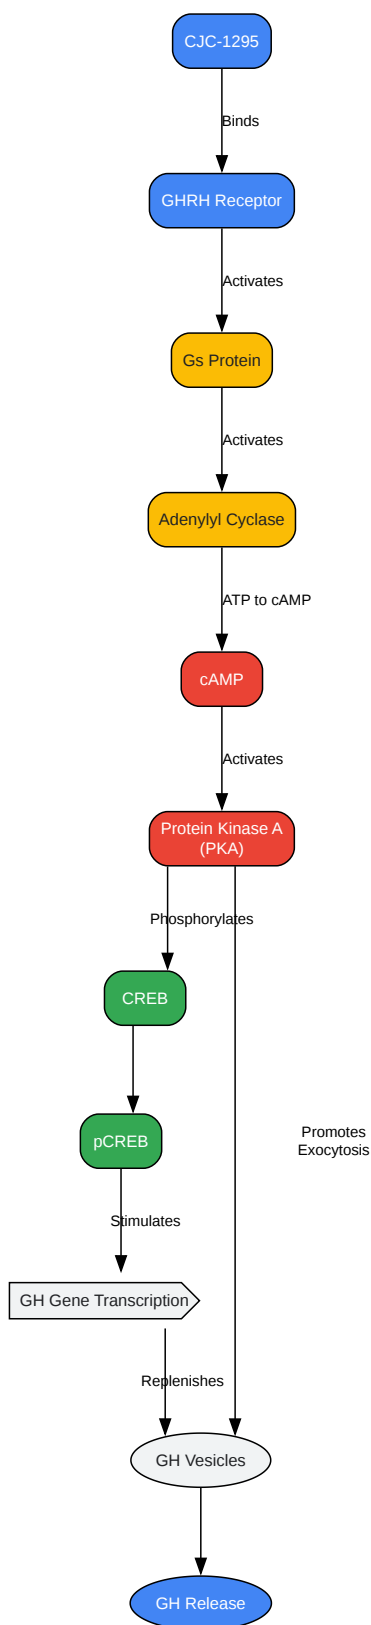 CJC-1295
Binds
GHRH Receptor
Activates
Gs Protein
Activates
Adenylyl Cyclase
ATP to cAMP
cAMP
Activates
Protein Kinase A
(PKA)
Phosphorylates
CREB
pCREB
Promotes
Exocytosis
Stimulates
GH Gene Transcription
Replenishes
GH Vesicles
GH Release